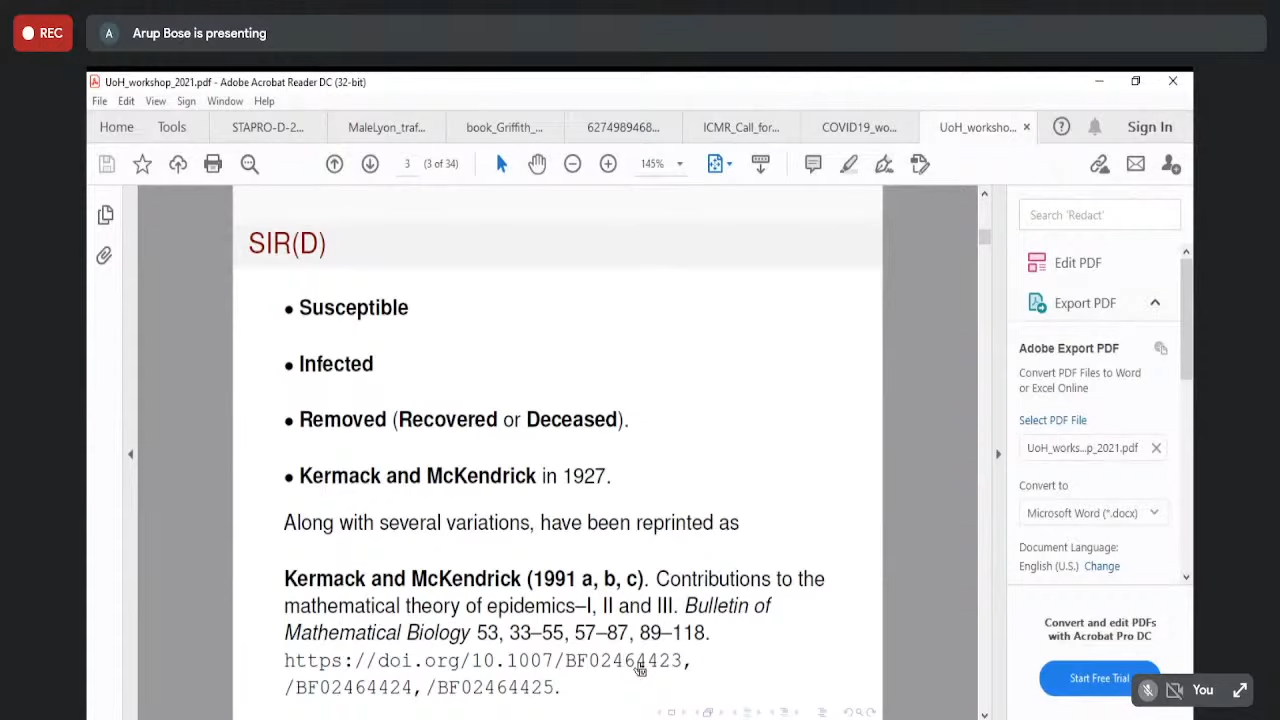 REC
A Arup Bose is presenting
UoH_workshop_2021.pdf - Adobe Acrobat Reader DC (32-bit)
File Edit View Sign Window Help
Home Tools STAPRO-D-2... MaleLyon_traf... book_Griffith_... 6274989468... ICMR_Call_for... COVID19_wo... UoH_worksho... × Sign In
3 (3 of 34) 145%
SIR(D)
• Susceptible
• Infected
• Removed (Recovered or Deceased).
• Kermack and McKendrick in 1927.
Along with several variations, have been reprinted as
Kermack and McKendrick (1991 a, b, c). Contributions to the
mathematical theory of epidemics–I, II and III. Bulletin of
Mathematical Biology 53, 33–55, 57–87, 89–118.
https://doi.org/10.1007/BF02464423,
/BF02464424, /BF02464425.
Search 'Redact'
Edit PDF
Export PDF
Adobe Export PDF
Convert PDF Files to Word
or Excel Online
Select PDF File
UoH_works...p_2021.pdf
Convert to
Microsoft Word (*.docx)
Document Language:
English (U.S.) Change
Convert and edit PDFs
with Acrobat Pro DC
Start Free Trial
You